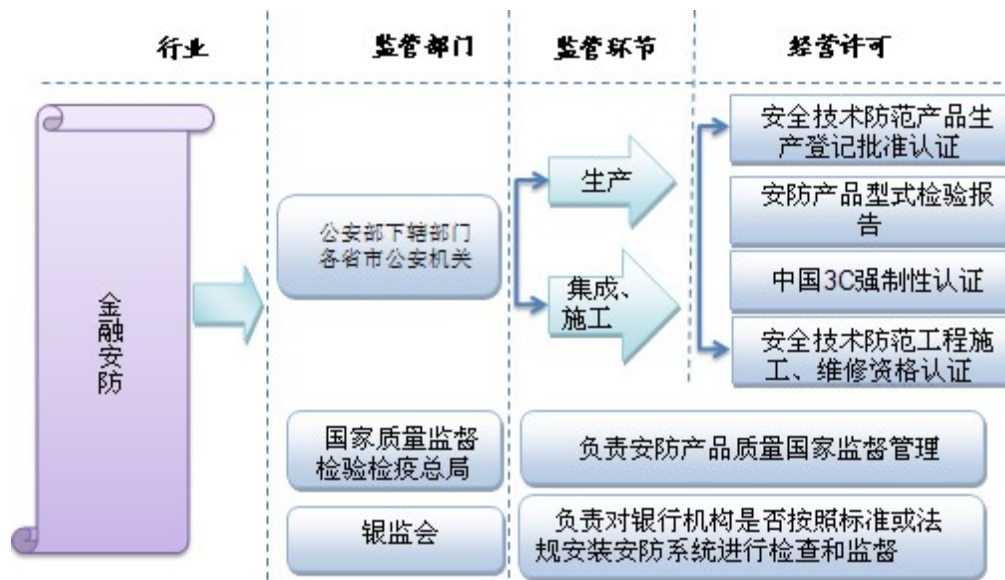 行业
监管部门
监管环节
经营许可
金融安防
公安部下辖部门
各省市公安机关
生产
集成、
施工
安全技术防范产品生
产登记批准认证
安防产品型式检验报
告
中国3C强制性认证
安全技术防范工程施
工、维修资格认证
国家质量监督
检验检疫总局
负责安防产品质量国家监督管理
银监会
负责对银行机构是否按照标准或法
规安装安防系统进行检查和监督